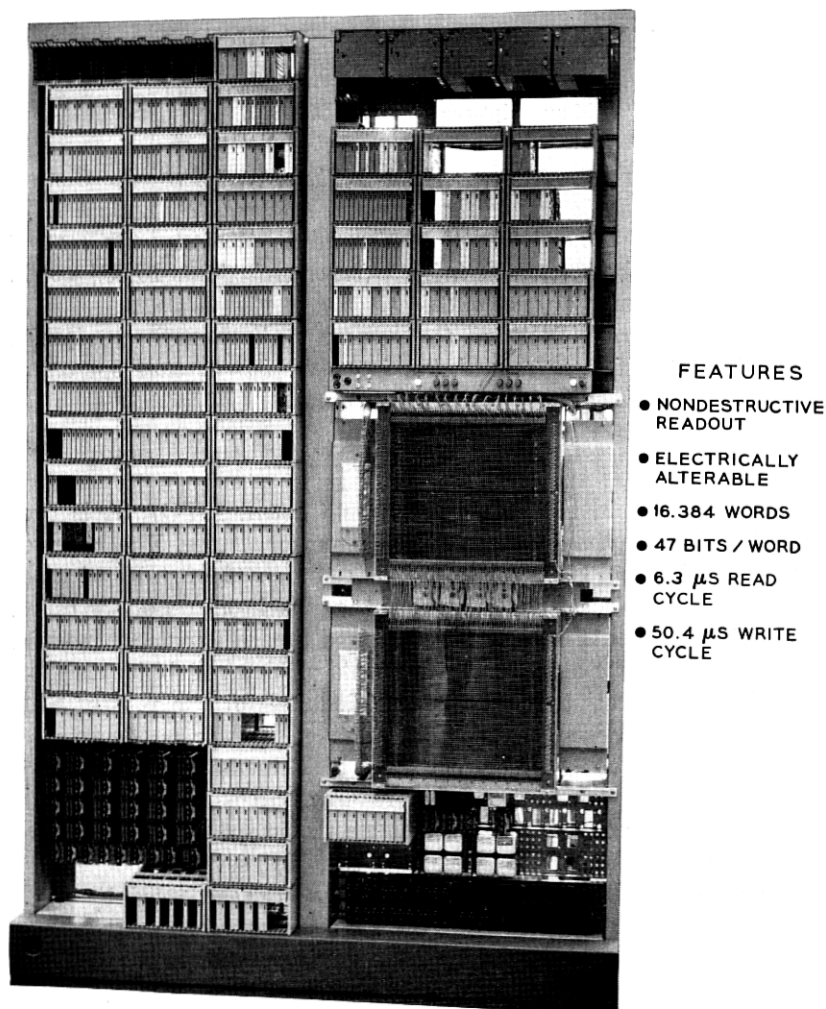 FEATURES
● NONDESTRUCTIVE
READOUT
● ELECTRICALLY
ALTERABLE
● 16.384 WORDS
● 47 BITS / WORD
● 6.3 μS READ
CYCLE
● 50.4 μS WRITE
CYCLE